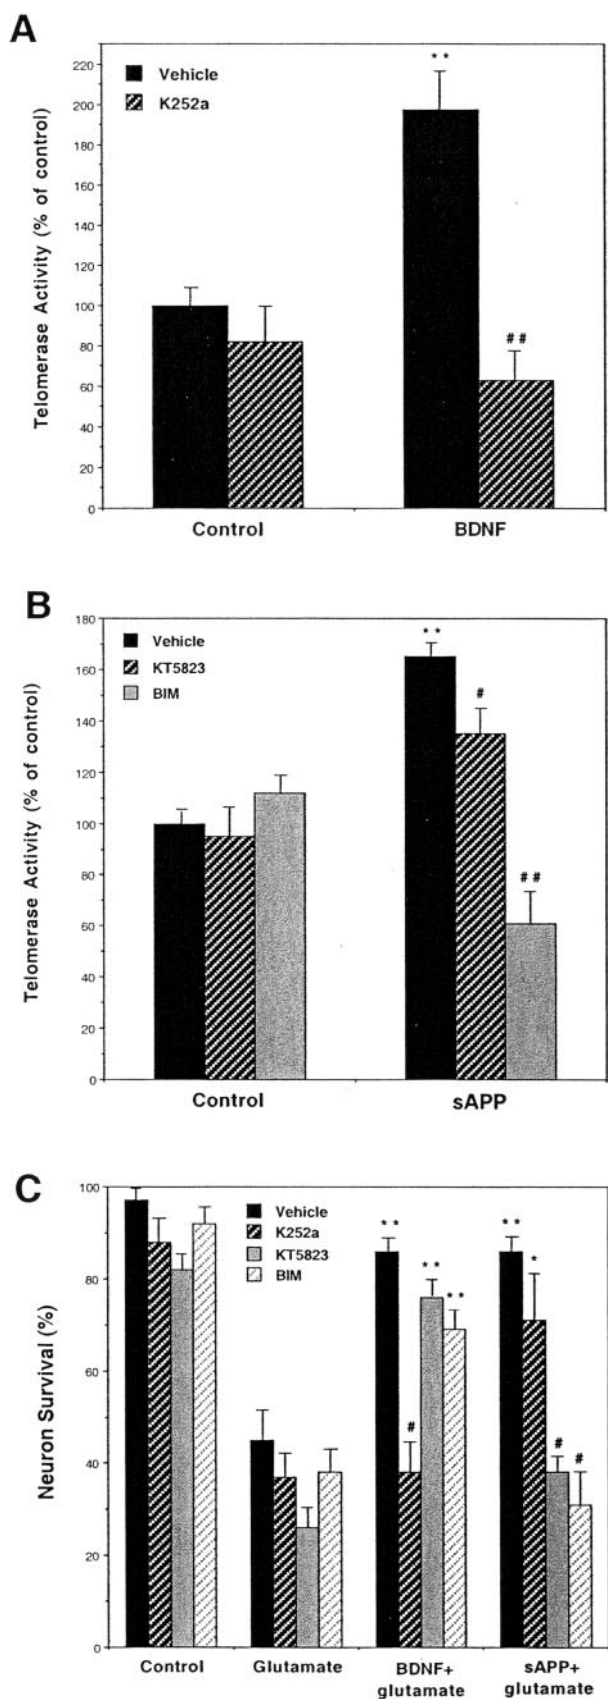 A
Telomerase Activity (% of control)
220
200
180
160
140
120
100
80
60
40
20
0
Vehicle
K252a
* *
# #
Control
BDNF
B
Telomerase Activity (% of control)
180
160
140
120
100
80
60
40
20
0
Vehicle
KT5823
BIM
* *
#
# #
Control
sAPP
C
Neuron Survival (%)
100
80
60
40
20
0
Vehicle
K252a
KT5823
BIM
* *
#
* *
* *
* *
*
#
#
Control
Glutamate
BDNF+
glutamate
sAPP+
glutamate